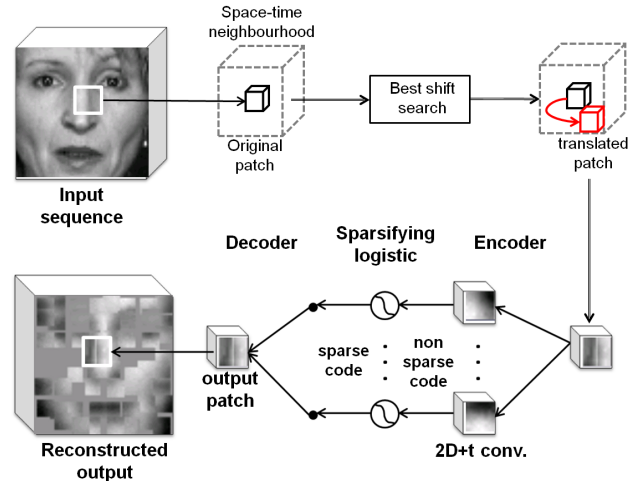 Space-time
neighbourhood
Best shift
search
Original
patch
translated
patch
Input
sequence
Decoder
Sparsifying
logistic
Encoder
sparse
code
non
sparse
code
output
patch
Reconstructed
output
2D+t conv.